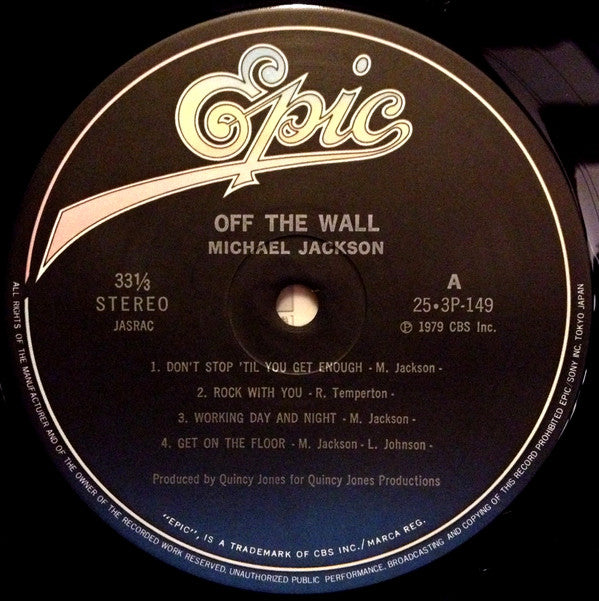 Epic
OFF THE WALL
MICHAEL JACKSON
33⅓
STEREO
JASRAC
A
25•3P-149
Ⓟ 1979 CBS Inc.
1. DON'T STOP 'TIL YOU GET ENOUGH - M. Jackson -
2. ROCK WITH YOU - R. Temperton -
3. WORKING DAY AND NIGHT - M. Jackson -
4. GET ON THE FLOOR - M. Jackson - L. Johnson -
Produced by Quincy Jones for Quincy Jones Productions
"EPIC", IS A TRADEMARK OF CBS INC./MARCA REG.
ALL RIGHTS OF THE MANUFACTURER AND OF THE OWNER OF THE RECORDED WORK RESERVED. UNAUTHORIZED PUBLIC PERFORMANCE, BROADCASTING AND COPYING OF THIS RECORD PROHIBITED EPIC/SONY INC. TOKYO JAPAN